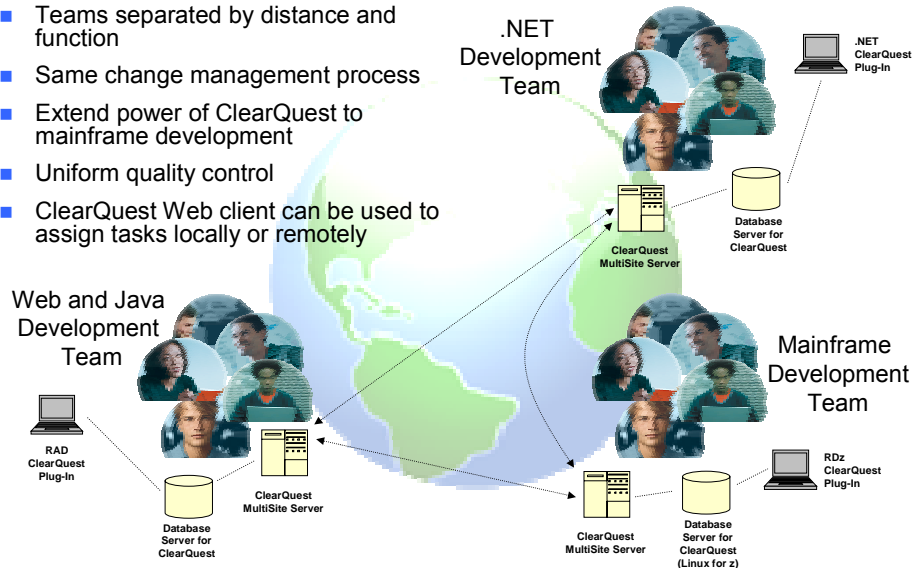 Teams separated by distance and
function
Same change management process
Extend power of ClearQuest to
mainframe development
Uniform quality control
ClearQuest Web client can be used to
assign tasks locally or remotely
.NET
Development
Team
.NET
ClearQuest
Plug-In
ClearQuest
MultiSite Server
Database
Server for
ClearQuest
Web and Java
Development
Team
RAD
ClearQuest
Plug-In
Database
Server for
ClearQuest
ClearQuest
MultiSite Server
Mainframe
Development
Team
RDz
ClearQuest
Plug-In
ClearQuest
MultiSite Server
Database
Server for
ClearQuest
(Linux for z)